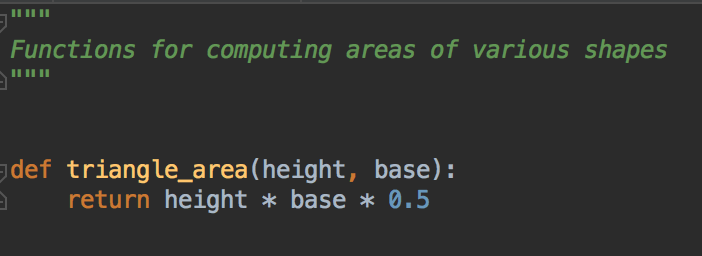 """
Functions for computing areas of various shapes
"""
def triangle_area(height, base):
    return height * base * 0.5